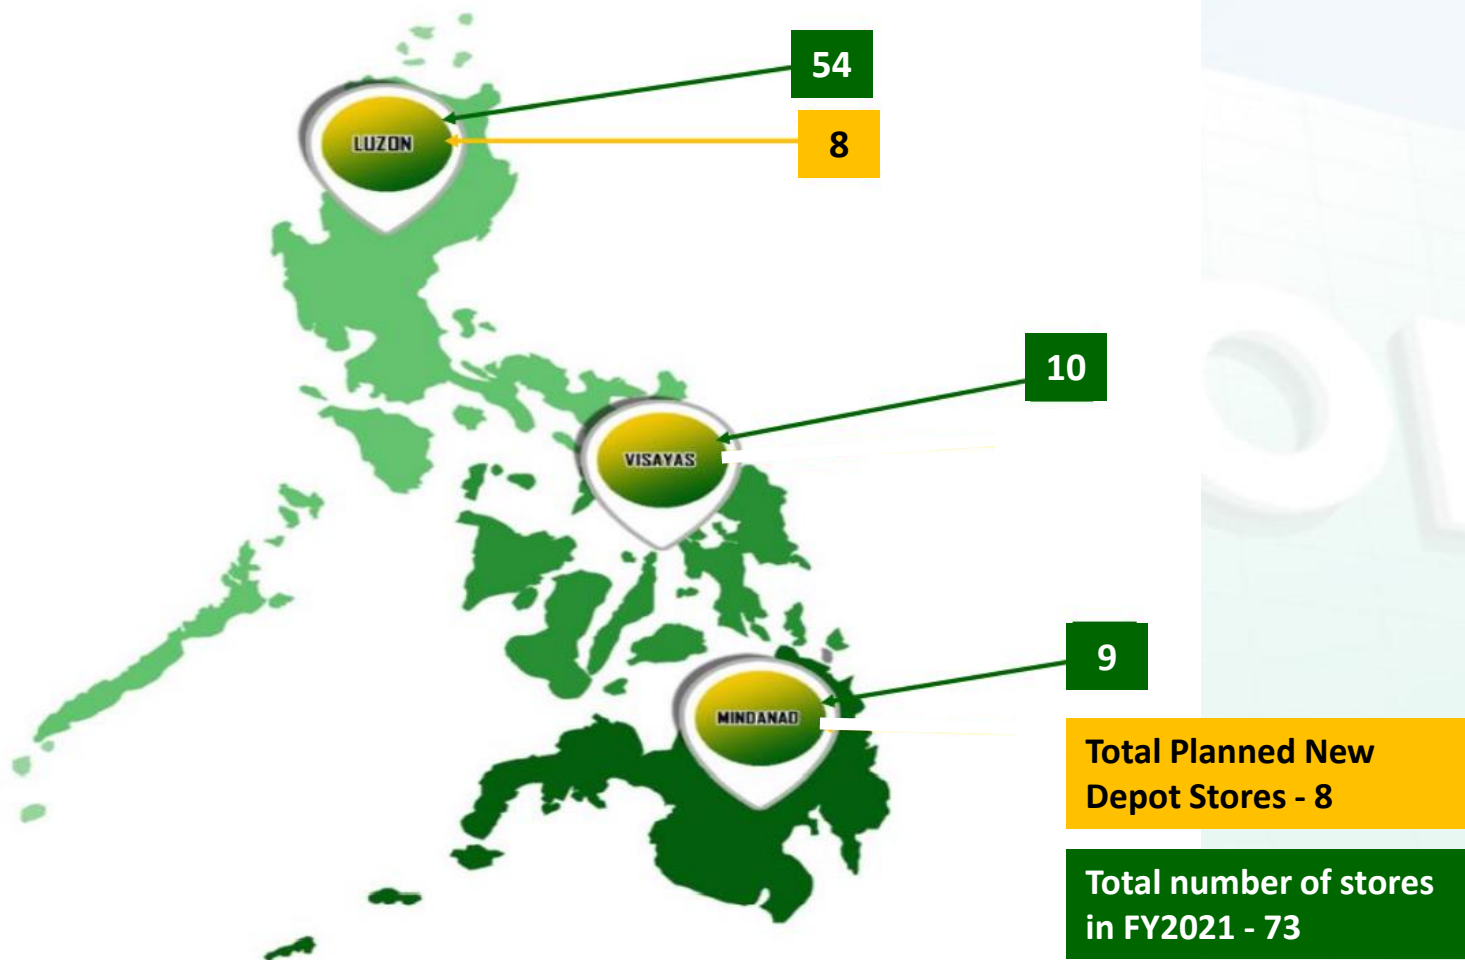 54
LUZON
8
10
VISAYAS
9
MINDANAO
Total Planned New
Depot Stores - 8
Total number of stores
in FY2021 - 73